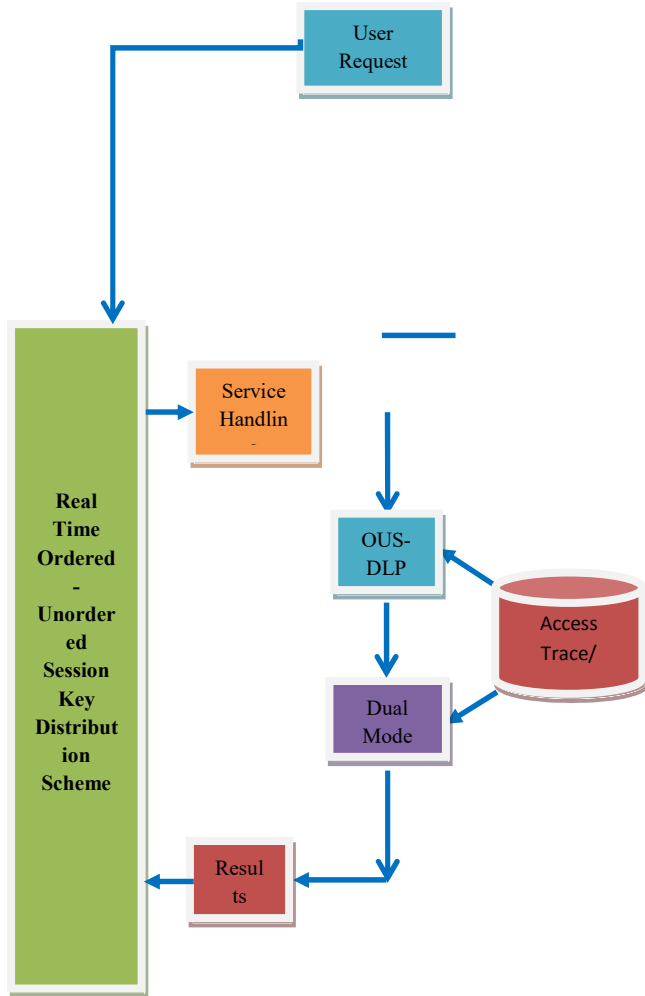 User
Request
Service
Handlin
Real
Time
Ordered
-
Unorder
ed
Session
Key
Distribut
ion
Scheme
OUS-
DLP
Access
Trace/
Dual
Mode
Resul
ts